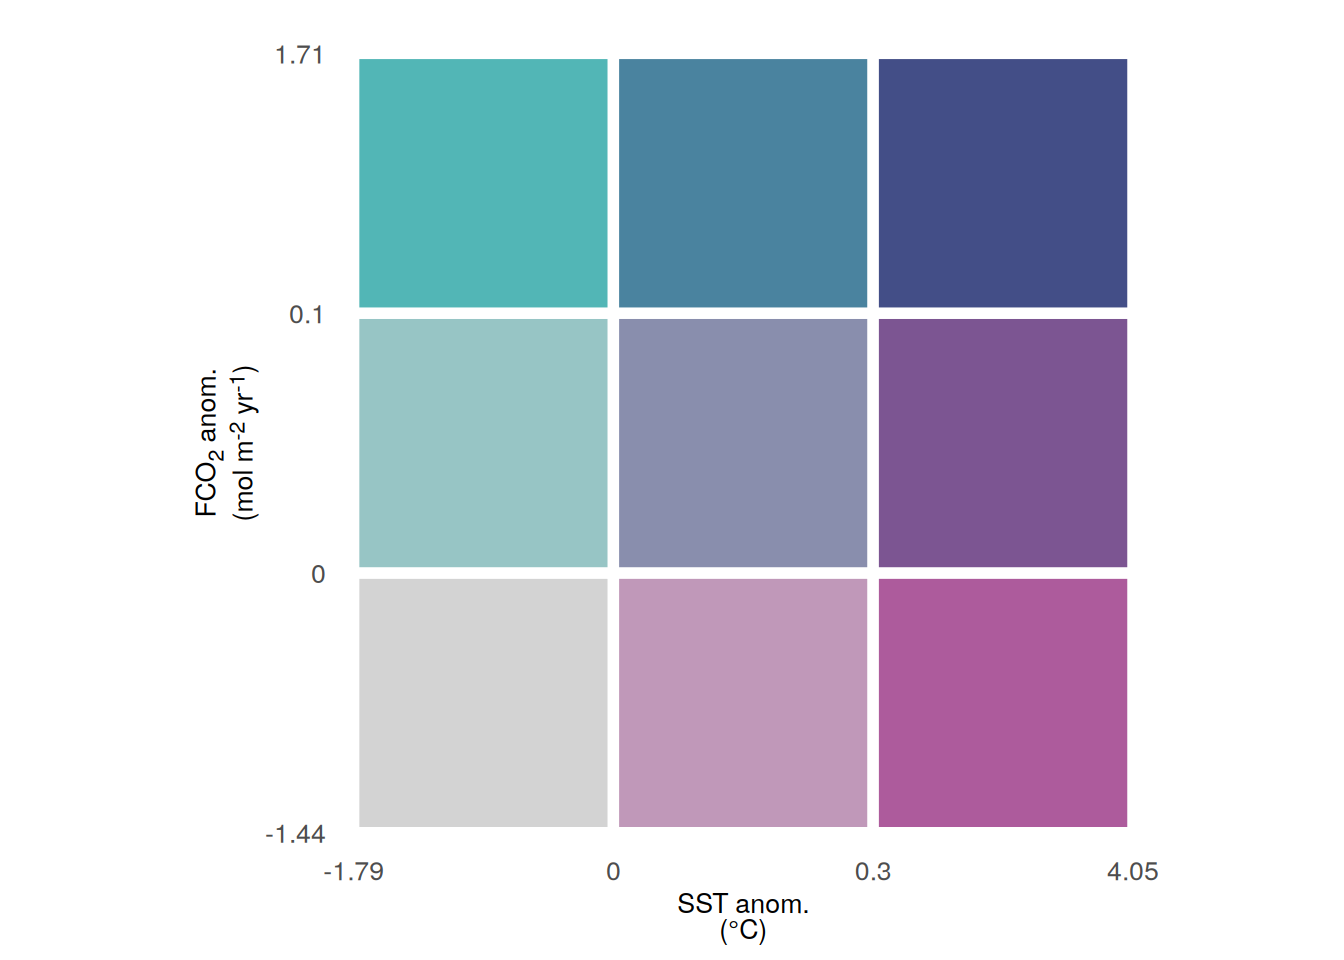 1.71
0.1
0
-1.44
FCO₂ anom.
(mol m⁻² yr⁻¹)
-1.79 0 0.3 4.05
SST anom.
(°C)